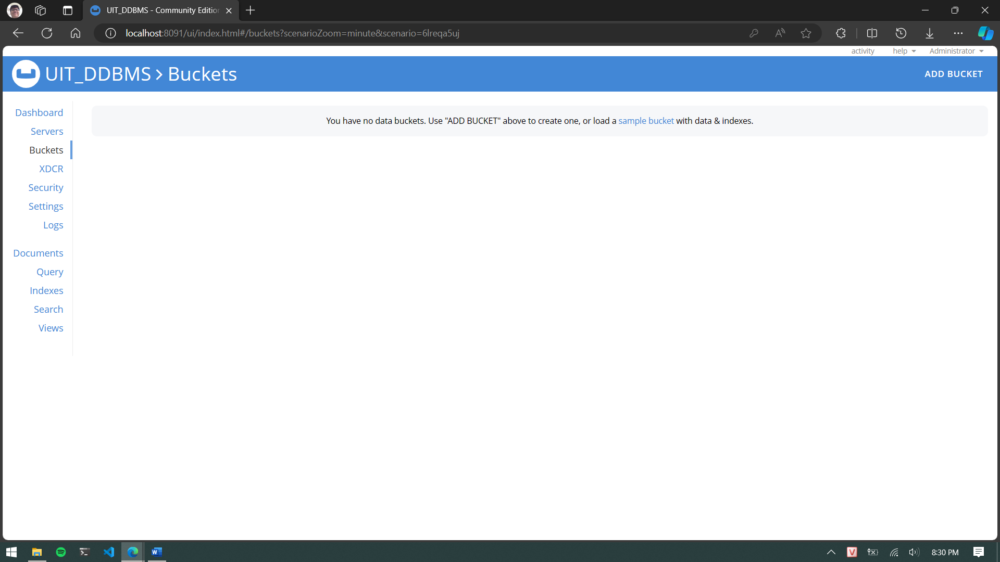 UIT_DDBMS - Community Edition
localhost:8091/ui/index.html#/buckets?scenarioZoom=minute&scenario=6lreqa5uj
activity help Administrator
UIT_DDBMS > Buckets ADD BUCKET
Dashboard
Servers
Buckets
XDCR
Security
Settings
Logs
Documents
Query
Indexes
Search
Views
You have no data buckets. Use "ADD BUCKET" above to create one, or load a sample bucket with data & indexes.
8:30 PM